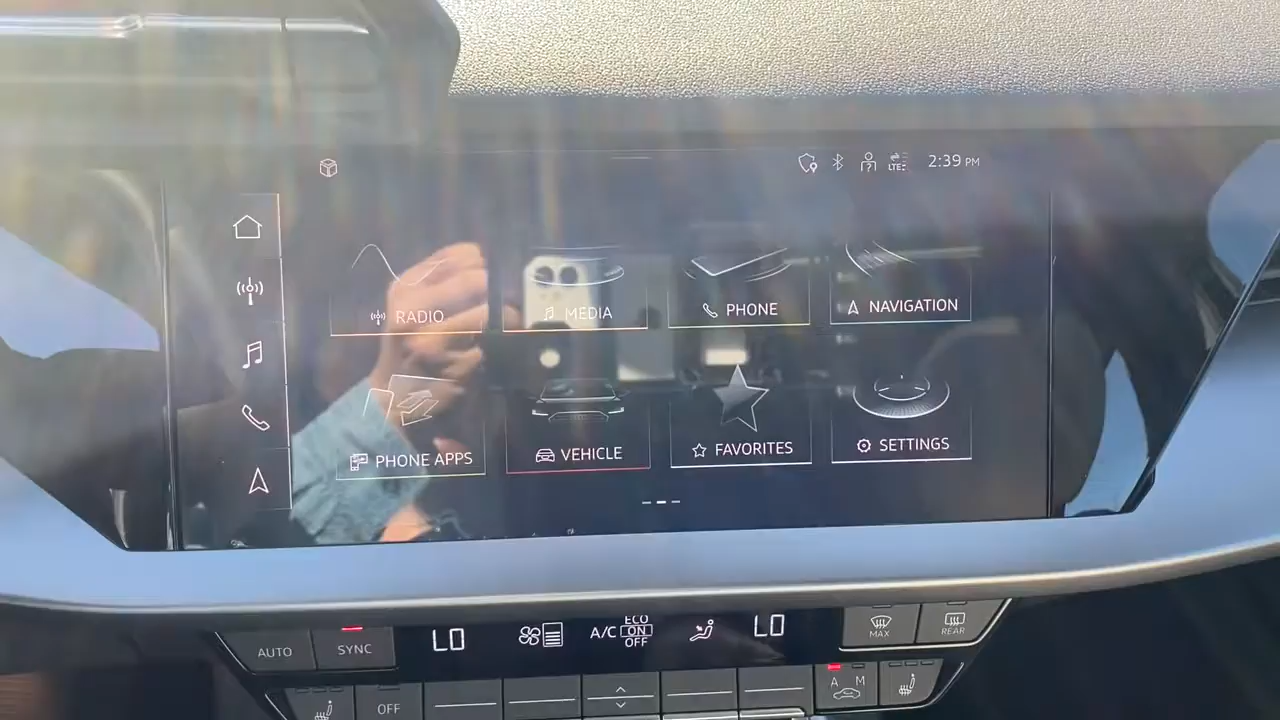 LTE 2:39 PM
RADIO MEDIA PHONE NAVIGATION
PHONE APPS VEHICLE FAVORITES SETTINGS
AUTO SYNC LO A/C ECO ON OFF LO MAX REAR
OFF A M